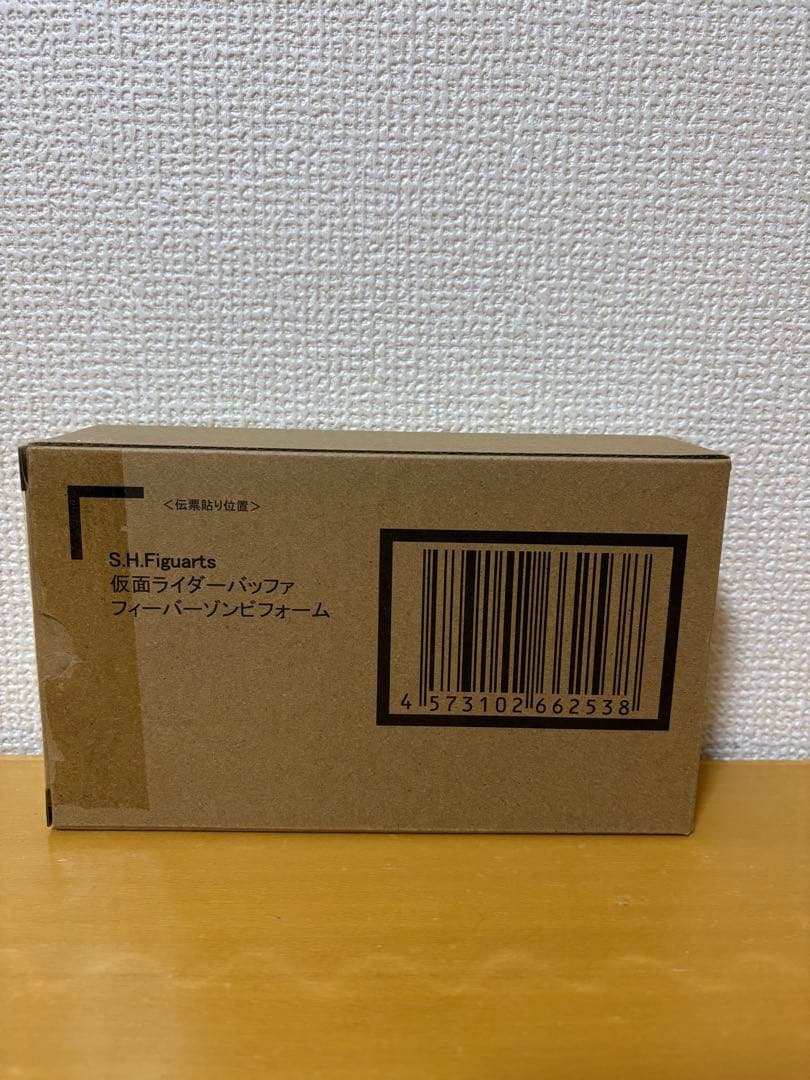 <伝票貼り位置>
S.H.Figuarts
仮面ライダーバッファ
フィーバーゾンビフォーム
4 573102 662538